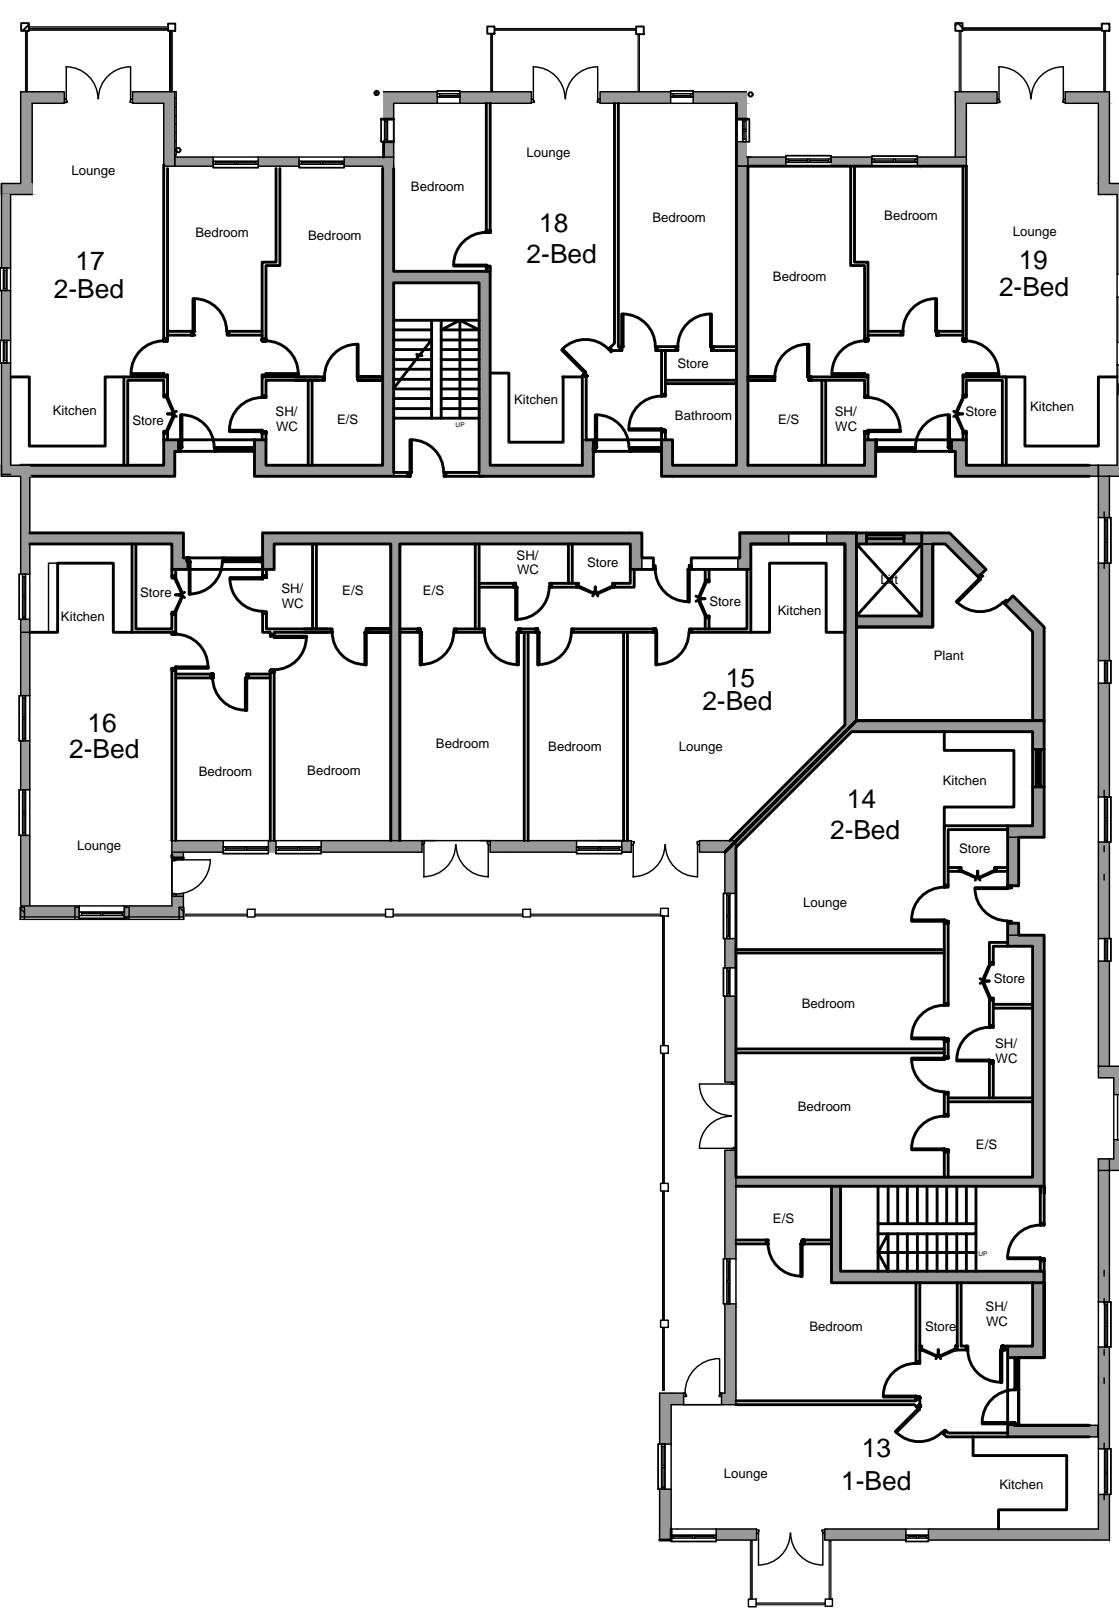 Lounge
17
2-Bed
Bedroom
Bedroom
Kitchen
Store
SH/
WC
E/S
UP
Bedroom
Lounge
18
2-Bed
Bedroom
Kitchen
Store
Bathroom
Bedroom
Bedroom
Lounge
19
2-Bed
E/S
SH/
WC
Store
Kitchen
Kitchen
Store
SH/
WC
E/S
16
2-Bed
Bedroom
Bedroom
Lounge
E/S
SH/
WC
Store
Store
Kitchen
15
2-Bed
Bedroom
Bedroom
Lounge
Lift
Plant
14
2-Bed
Kitchen
Store
Lounge
Store
Bedroom
SH/
WC
Bedroom
E/S
E/S
UP
Bedroom
Store
SH/
WC
13
1-Bed
Lounge
Kitchen